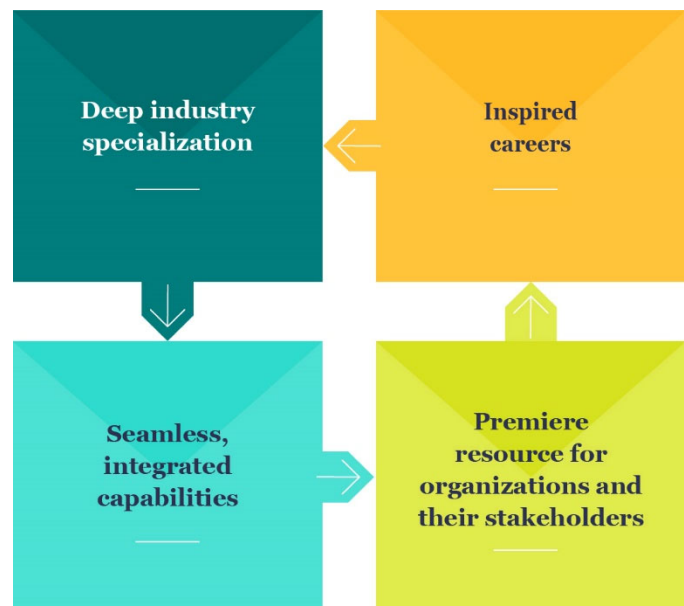 Deep industry
specialization
Inspired
careers
Seamless,
integrated
capabilities
Premiere
resource for
organizations and
their stakeholders